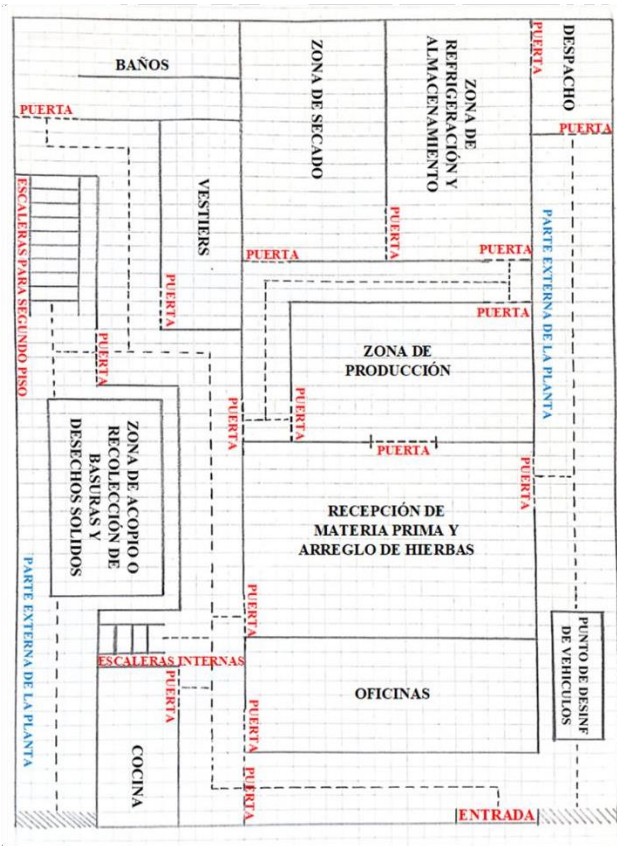 BAÑOS
PUERTA
ZONA DE SECADO
ZONA DE
REFRIGERACIÓN Y
ALMACENAMIENTO
PUERTA
DESPACHO
PUERTA
VESTIERS
PUERTA
PUERTA
PUERTA
PUERTA
PUERTA
PARTE EXTERNA DE LA PLANTA
ESCALERAS PARA SEGUNDO PISO
PUERTA
ZONA DE
PRODUCCIÓN
PUERTA
PUERTA
PUERTA
ZONA DE ACOPIO O
RECOLECCIÓN DE
BASURAS Y
DESECHOS SOLIDOS
PUERTA
PUERTA
RECEPCIÓN DE
MATERIA PRIMA Y
ARREGLO DE HIERBAS
PARTE EXTERNA DE LA PLANTA
PUERTA
ESCALERAS INTERNAS
PUERTA
OFICINAS
PUNTO DE DESINF
DE VEHICULOS
PUERTA
COCINA
PUERTA
ENTRADA